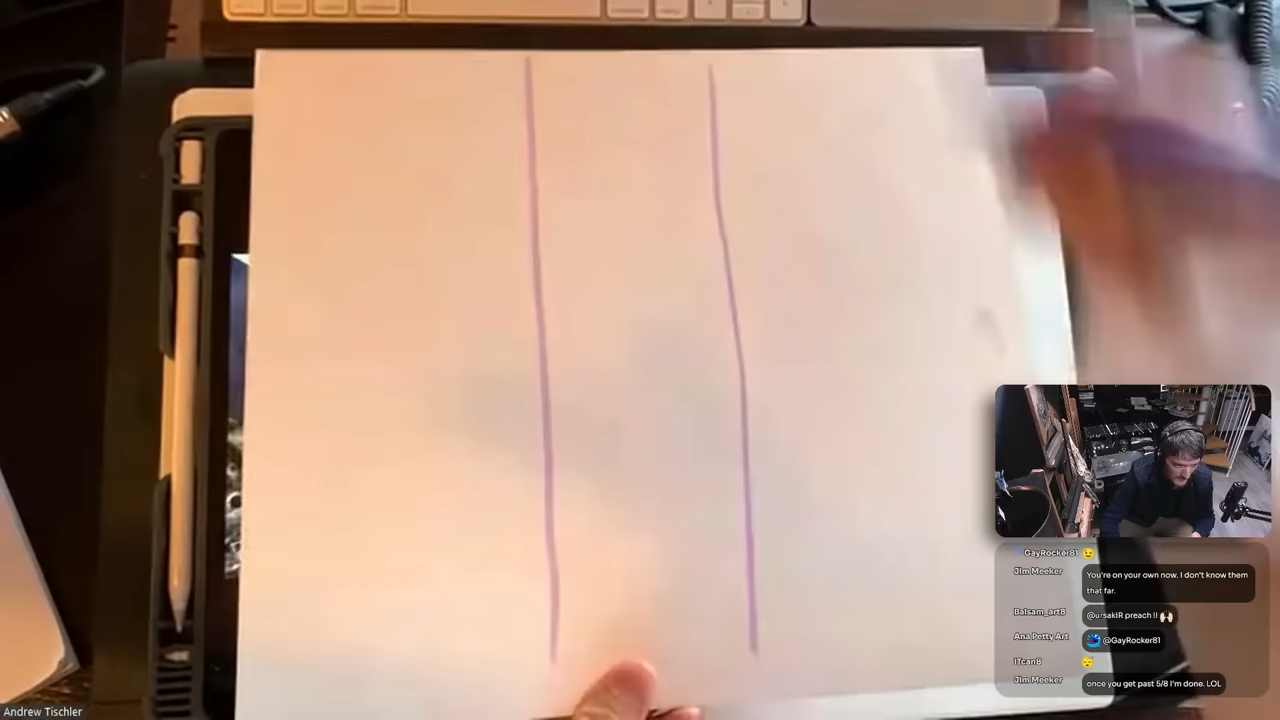 GayRocker81 😉
Jim Meeker
You're on your own now. I don't know them
that far.
Balsam_art8
@ursakiR preach !! 🙌🏻
Ana Petty Art
@GayRocker81
ITcanB
😴
Jim Meeker
once you get past 5/8 I'm done. LOL
Andrew Tischler